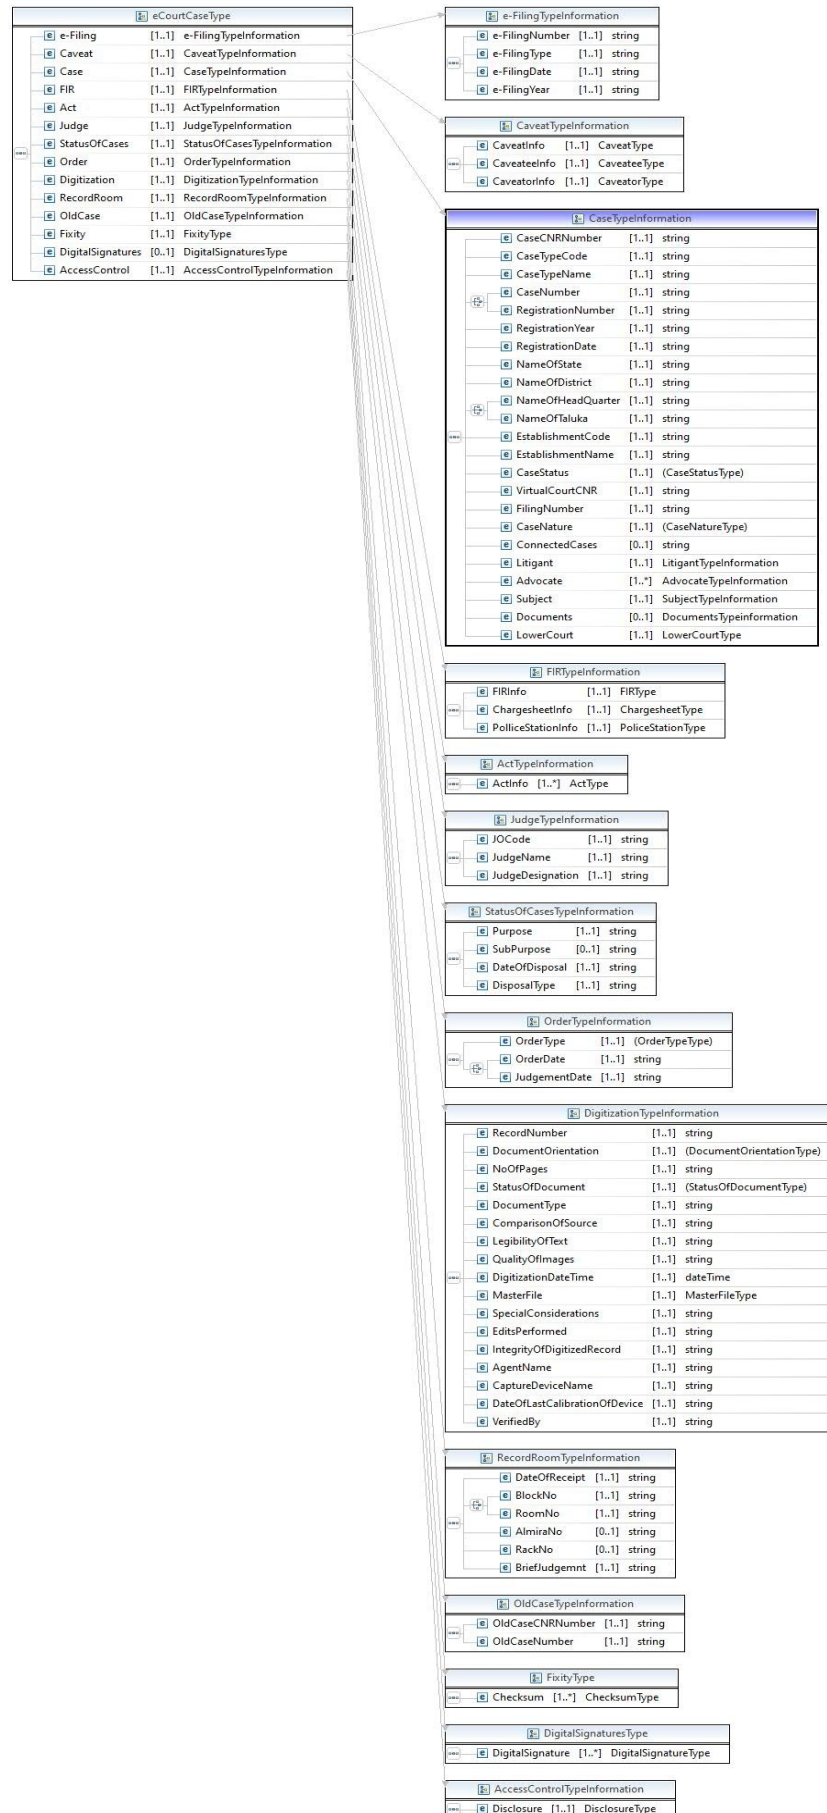 eCourtCaseType
e-Filing [1..1] e-FilingTypeInformation
Caveat [1..1] CaveatTypeInformation
Case [1..1] CaseTypeInformation
FIR [1..1] FIRTypeInformation
Act [1..1] ActTypeInformation
Judge [1..1] JudgeTypeInformation
StatusOfCases [1..1] StatusOfCasesTypeInformation
Order [1..1] OrderTypeInformation
Digitization [1..1] DigitizationTypeInformation
RecordRoom [1..1] RecordRoomTypeInformation
OldCase [1..1] OldCaseTypeInformation
Fixity [1..1] FixityType
DigitalSignatures [0..1] DigitalSignaturesType
AccessControl [1..1] AccessControlTypeInformation
e-FilingTypeInformation
e-FilingNumber [1..1] string
e-FilingType [1..1] string
e-FilingDate [1..1] string
e-FilingYear [1..1] string
CaveatTypeInformation
CaveatInfo [1..1] CaveatType
CaveateeInfo [1..1] CaveateeType
CaveatorInfo [1..1] CaveatorType
CaseTypeInformation
CaseCNRNumber [1..1] string
CaseTypeCode [1..1] string
CaseTypeName [1..1] string
CaseNumber [1..1] string
RegistrationNumber [1..1] string
RegistrationYear [1..1] string
RegistrationDate [1..1] string
NameOfState [1..1] string
NameOfDistrict [1..1] string
NameOfHeadQuarter [1..1] string
NameOfTaluka [1..1] string
EstablishmentCode [1..1] string
EstablishmentName [1..1] string
CaseStatus [1..1] (CaseStatusType)
VirtualCourtCNR [1..1] string
FilingNumber [1..1] string
CaseNature [1..1] (CaseNatureType)
ConnectedCases [0..1] string
Litigant [1..1] LitigantTypeInformation
Advocate [1..*] AdvocateTypeInformation
Subject [1..1] SubjectTypeInformation
Documents [0..1] DocumentsTypeinformation
LowerCourt [1..1] LowerCourtType
FIRTypeInformation
FIRInfo [1..1] FIRType
ChargesheetInfo [1..1] ChargesheetType
PolliceStationInfo [1..1] PoliceStationType
ActTypeInformation
ActInfo [1..*] ActType
JudgeTypeInformation
JOCode [1..1] string
JudgeName [1..1] string
JudgeDesignation [1..1] string
StatusOfCasesTypeInformation
Purpose [1..1] string
SubPurpose [0..1] string
DateOfDisposal [1..1] string
DisposalType [1..1] string
OrderTypeInformation
OrderType [1..1] (OrderTypeType)
OrderDate [1..1] string
JudgementDate [1..1] string
DigitizationTypeInformation
RecordNumber [1..1] string
DocumentOrientation [1..1] (DocumentOrientationType)
NoOfPages [1..1] string
StatusOfDocument [1..1] (StatusOfDocumentType)
DocumentType [1..1] string
ComparisonOfSource [1..1] string
LegibilityOfText [1..1] string
QualityOfImages [1..1] string
DigitizationDateTime [1..1] dateTime
MasterFile [1..1] MasterFileType
SpecialConsiderations [1..1] string
EditsPerformed [1..1] string
IntegrityOfDigitizedRecord [1..1] string
AgentName [1..1] string
CaptureDeviceName [1..1] string
DateOfLastCalibrationOfDevice [1..1] string
VerifiedBy [1..1] string
RecordRoomTypeInformation
DateOfReceipt [1..1] string
BlockNo [1..1] string
RoomNo [1..1] string
AlmiraNo [0..1] string
RackNo [0..1] string
BriefJudgemnt [1..1] string
OldCaseTypeInformation
OldCaseCNRNumber [1..1] string
OldCaseNumber [1..1] string
FixityType
Checksum [1..*] ChecksumType
DigitalSignaturesType
DigitalSignature [1..*] DigitalSignatureType
AccessControlTypeInformation
Disclosure [1..1] DisclosureType